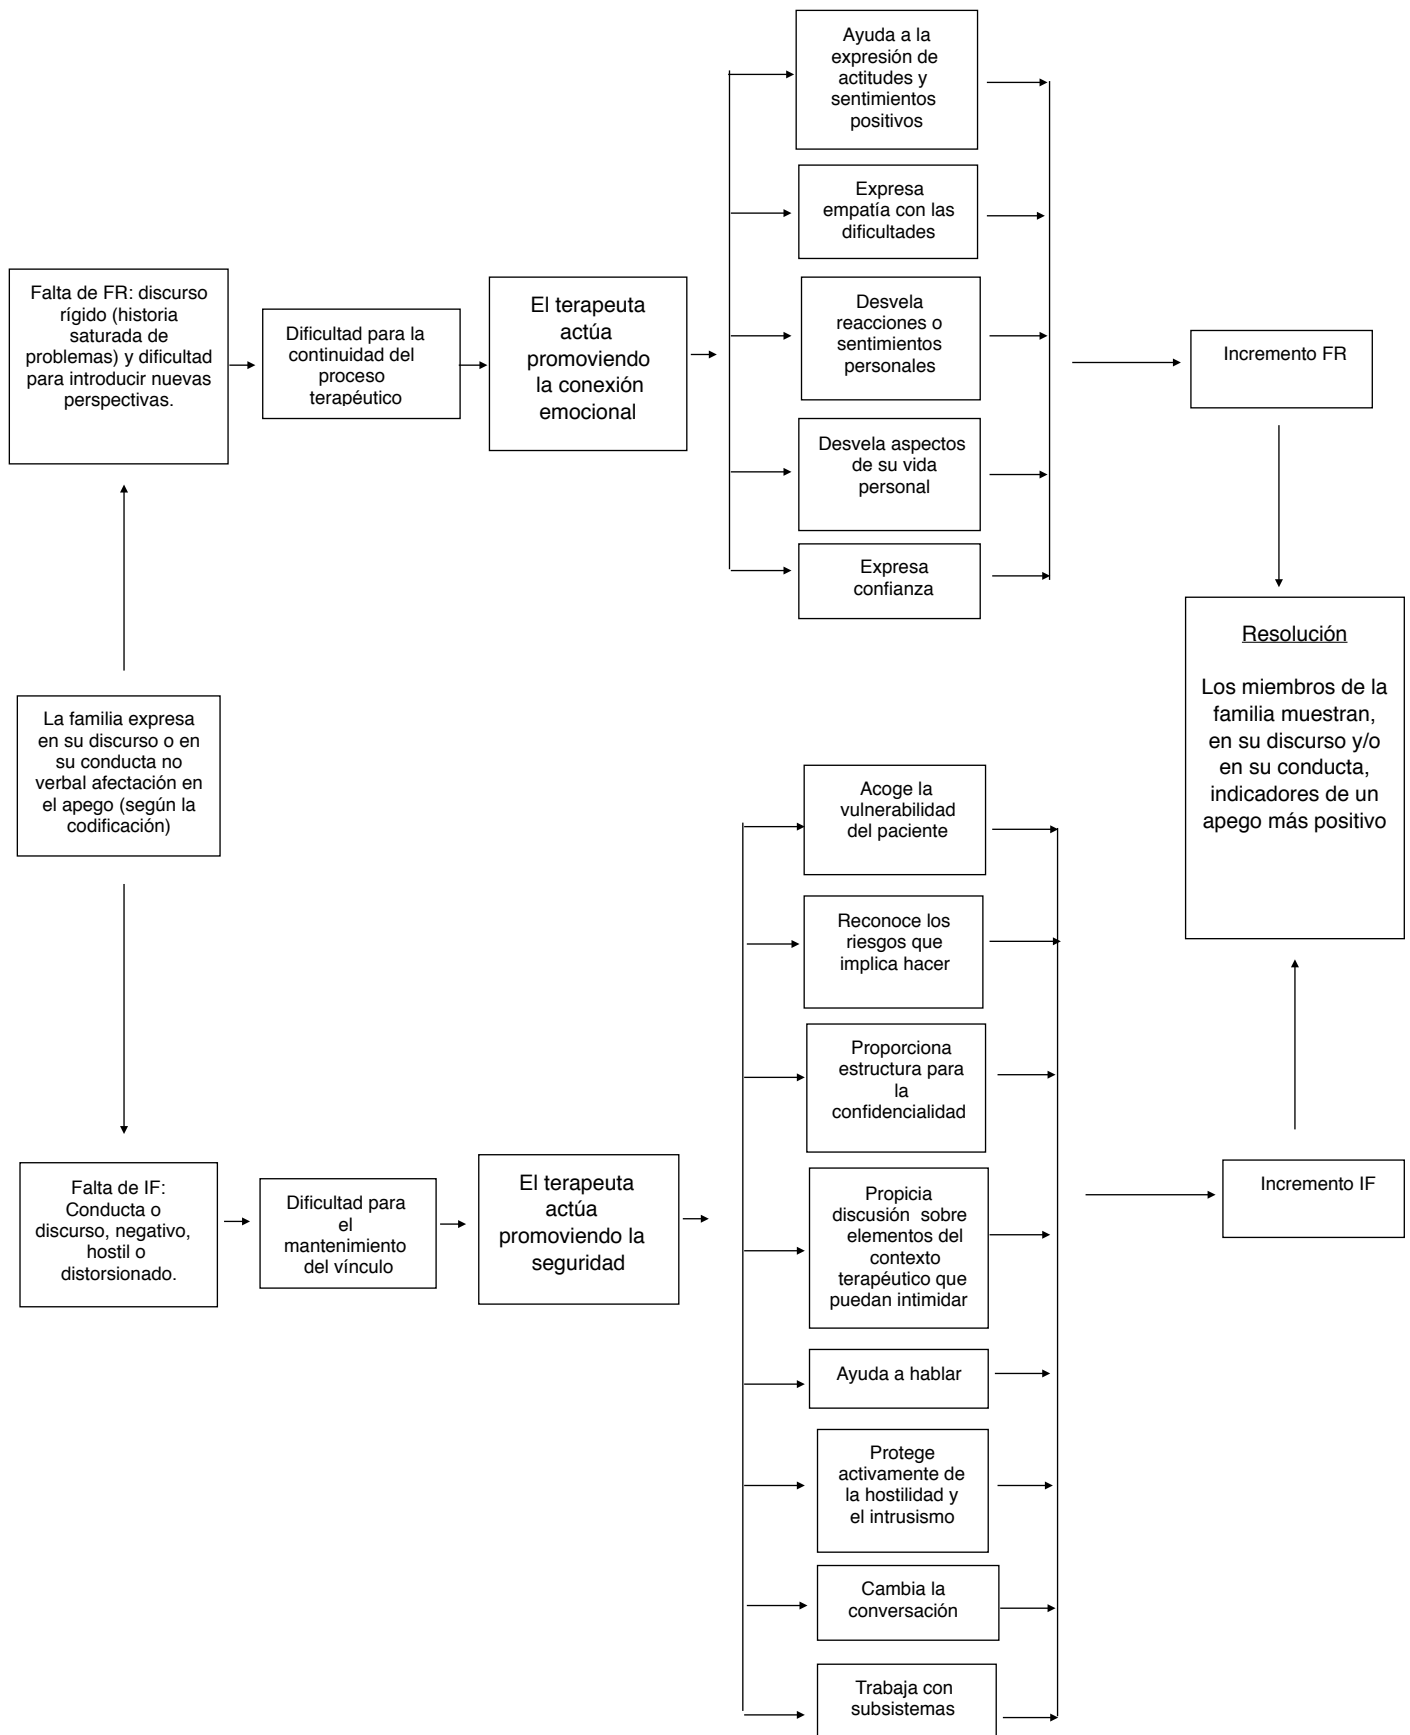 Ayuda a la
expresión de
actitudes y
sentimientos
positivos
Expresa
empatía con las
dificultades
Falta de FR: discurso
rígido (historia
saturada de
problemas) y dificultad
para introducir nuevas
perspectivas.
Dificultad para la
continuidad del
proceso
terapéutico
El terapeuta
actúa
promoviendo
la conexión
emocional
Desvela
reacciones o
sentimientos
personales
Incremento FR
Desvela aspectos
de su vida
personal
Expresa
confianza
La familia expresa
en su discurso o en
su conducta no
verbal afectación en
el apego (según la
codificación)
Resolución
Los miembros de la
familia muestran,
en su discurso y/o
en su conducta,
indicadores de un
apego más positivo
Acoge la
vulnerabilidad
del paciente
Reconoce los
riesgos que
implica hacer
Proporciona
estructura para
la
confidencialidad
Falta de IF:
Conducta o
discurso, negativo,
hostil o
distorsionado.
Dificultad para
el
mantenimiento
del vínculo
El terapeuta
actúa
promoviendo la
seguridad
Propicia
discusión sobre
elementos del
contexto
terapéutico que
puedan intimidar
Incremento IF
Ayuda a hablar
Protege
activamente de
la hostilidad y
el intrusismo
Cambia la
conversación
Trabaja con
subsistemas